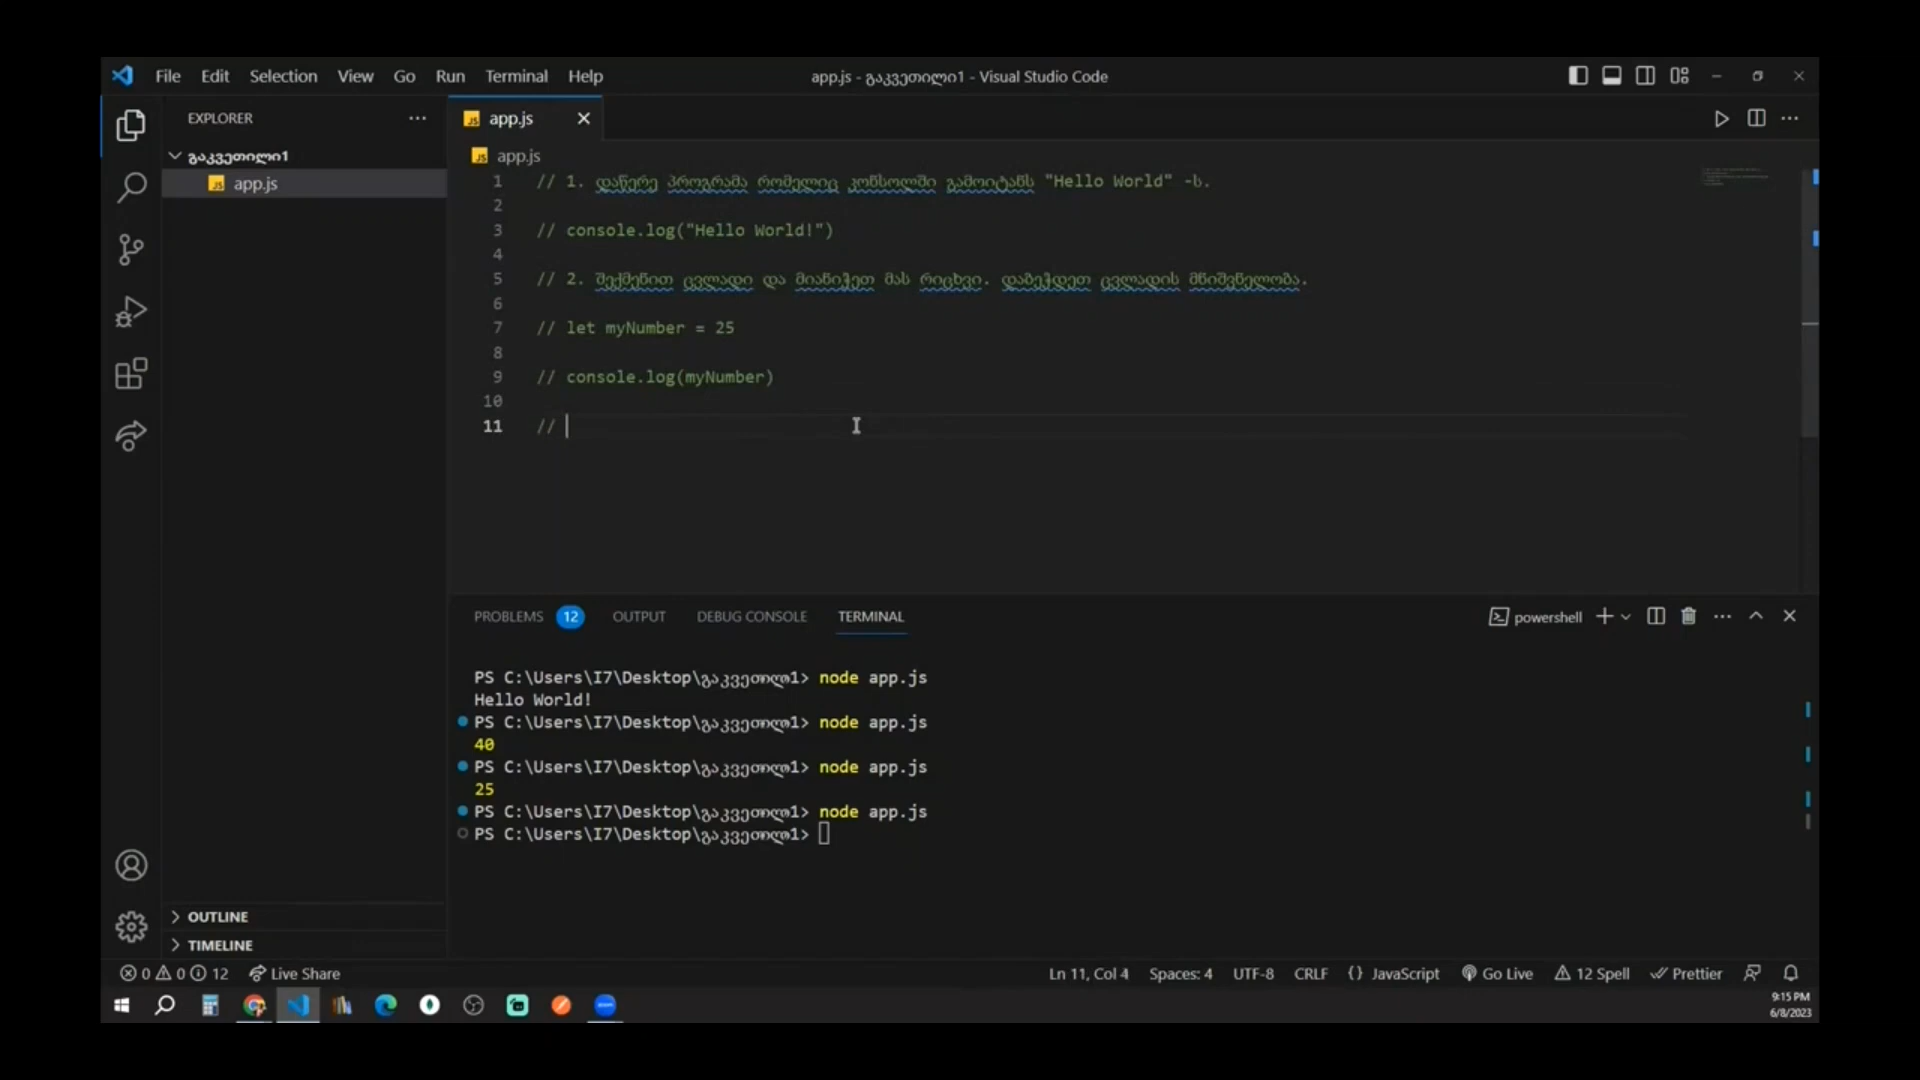 File Edit Selection View Go Run Terminal Help
app.js - გაკვეთილი1 - Visual Studio Code
EXPLORER
გაკვეთილი1
app.js
app.js
app.js
1 // 1. დაწერე პროგრამა რომელიც კონსოლში გამოიტანს "Hello World" -ს.
2
3 // console.log("Hello World!")
4
5 // 2. შექმენით ცვლადი და მიანიჭეთ მას რიცხვი. დაბეჭდეთ ცვლადის მნიშვნელობა.
6
7 // let myNumber = 25
8
9 // console.log(myNumber)
10
11 //
PROBLEMS 12 OUTPUT DEBUG CONSOLE TERMINAL
powershell
PS C:\Users\I7\Desktop\გაკვეთილი1> node app.js
Hello World!
PS C:\Users\I7\Desktop\გაკვეთილი1> node app.js
40
PS C:\Users\I7\Desktop\გაკვეთილი1> node app.js
25
PS C:\Users\I7\Desktop\გაკვეთილი1> node app.js
PS C:\Users\I7\Desktop\გაკვეთილი1>
OUTLINE
TIMELINE
0 0 12 Live Share
Ln 11, Col 4 Spaces: 4 UTF-8 CRLF {} JavaScript Go Live 12 Spell Prettier
9:15 PM
6/8/2023